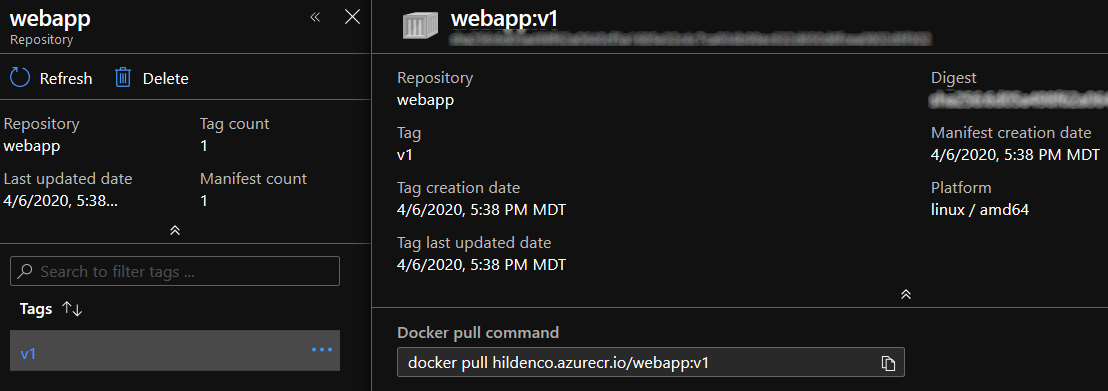 webapp
Repository
Refresh
Delete
Repository
webapp
Tag count
1
Last updated date
4/6/2020, 5:38...
Manifest count
1
Search to filter tags ...
Tags
v1
webapp:v1
Repository
webapp
Tag
v1
Tag creation date
4/6/2020, 5:38 PM MDT
Tag last updated date
4/6/2020, 5:38 PM MDT
Digest
Manifest creation date
4/6/2020, 5:38 PM MDT
Platform
linux / amd64
Docker pull command
docker pull hildenco.azurecr.io/webapp:v1